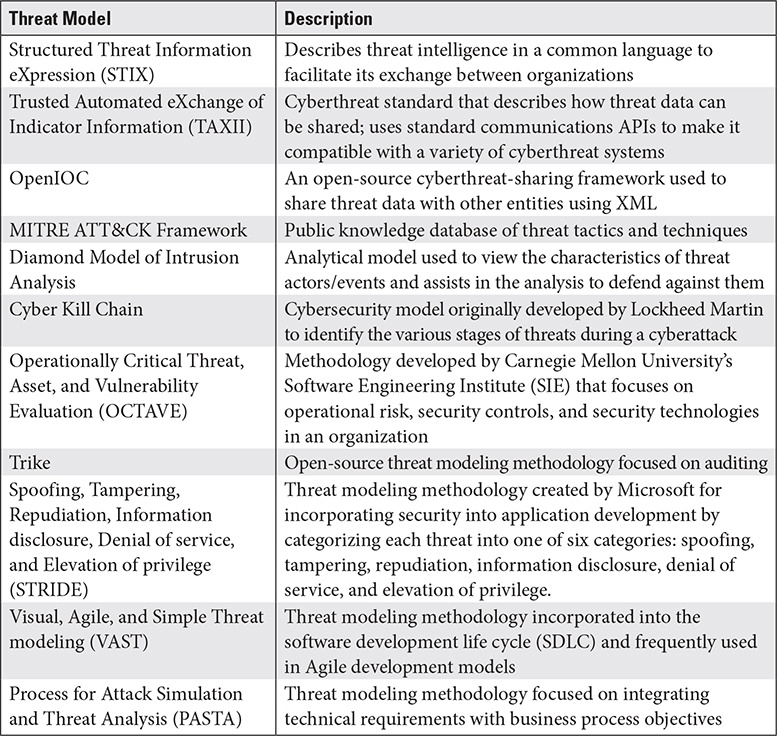 Threat Model Description
Structured Threat Information Describes threat intelligence in a common language to
eXpression (STIX) facilitate its exchange between organizations
Trusted Automated eXchange of Cyberthreat standard that describes how threat data can
Indicator Information (TAXII) be shared; uses standard communications APIs to make it
compatible with a variety of cyberthreat systems
OpenIOC An open-source cyberthreat-sharing framework used to
share threat data with other entities using XML
MITRE ATT&CK Framework Public knowledge database of threat tactics and techniques
Diamond Model of Intrusion Analytical model used to view the characteristics of threat
Analysis actors/events and assists in the analysis to defend against them
Cyber Kill Chain Cybersecurity model originally developed by Lockheed Martin
to identify the various stages of threats during a cyberattack
Operationally Critical Threat, Methodology developed by Carnegie Mellon University’s
Asset, and Vulnerability Software Engineering Institute (SIE) that focuses on
Evaluation (OCTAVE) operational risk, security controls, and security technologies
in an organization
Trike Open-source threat modeling methodology focused on auditing
Spoofing, Tampering, Threat modeling methodology created by Microsoft for
Repudiation, Information incorporating security into application development by
disclosure, Denial of service, categorizing each threat into one of six categories: spoofing,
and Elevation of privilege tampering, repudiation, information disclosure, denial of
(STRIDE) service, and elevation of privilege.
Visual, Agile, and Simple Threat Threat modeling methodology incorporated into the
modeling (VAST) software development life cycle (SDLC) and frequently used
in Agile development models
Process for Attack Simulation Threat modeling methodology focused on integrating
and Threat Analysis (PASTA) technical requirements with business process objectives